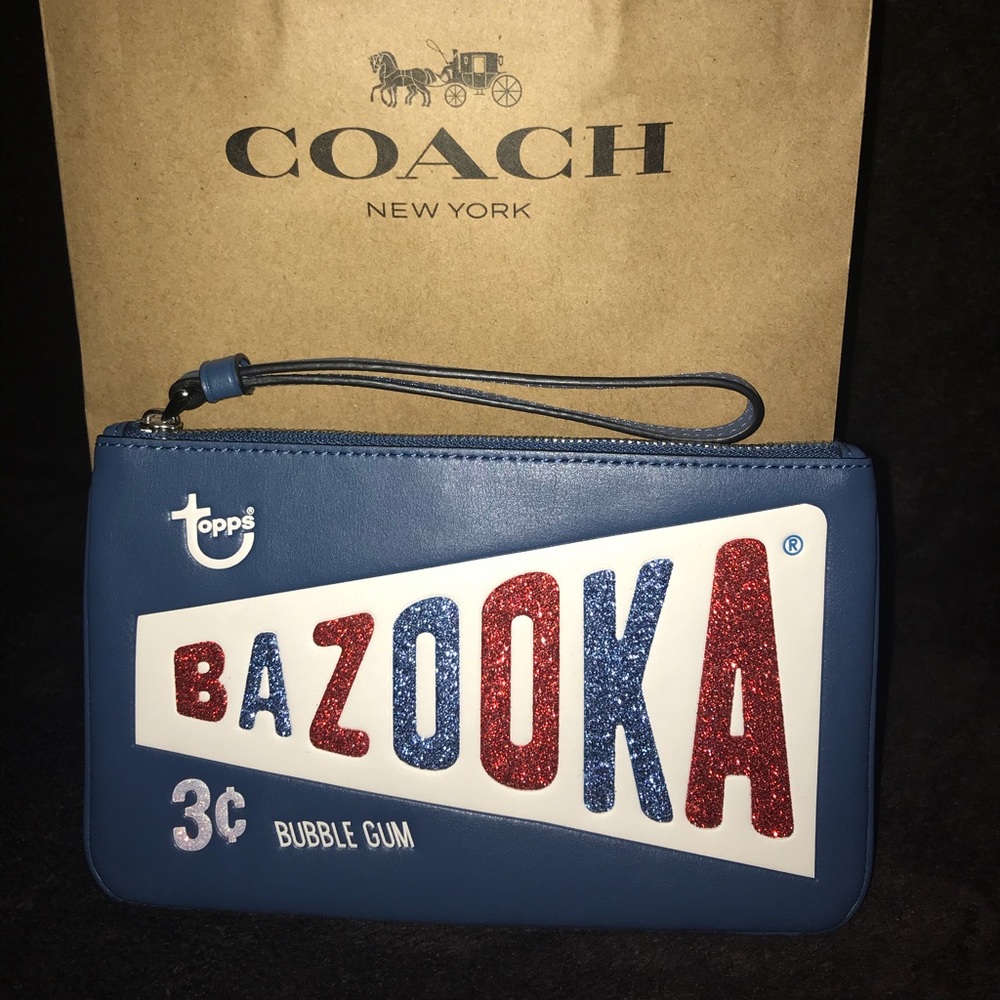 COACH
NEW YORK
topps®
BAZOOKA®
3¢
BUBBLE GUM